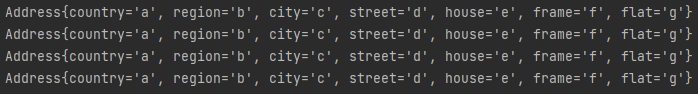 Address{country='a', region='b', city='c', street='d', house='e', frame='f', flat='g'}
Address{country='a', region='b', city='c', street='d', house='e', frame='f', flat='g'}
Address{country='a', region='b', city='c', street='d', house='e', frame='f', flat='g'}
Address{country='a', region='b', city='c', street='d', house='e', frame='f', flat='g'}